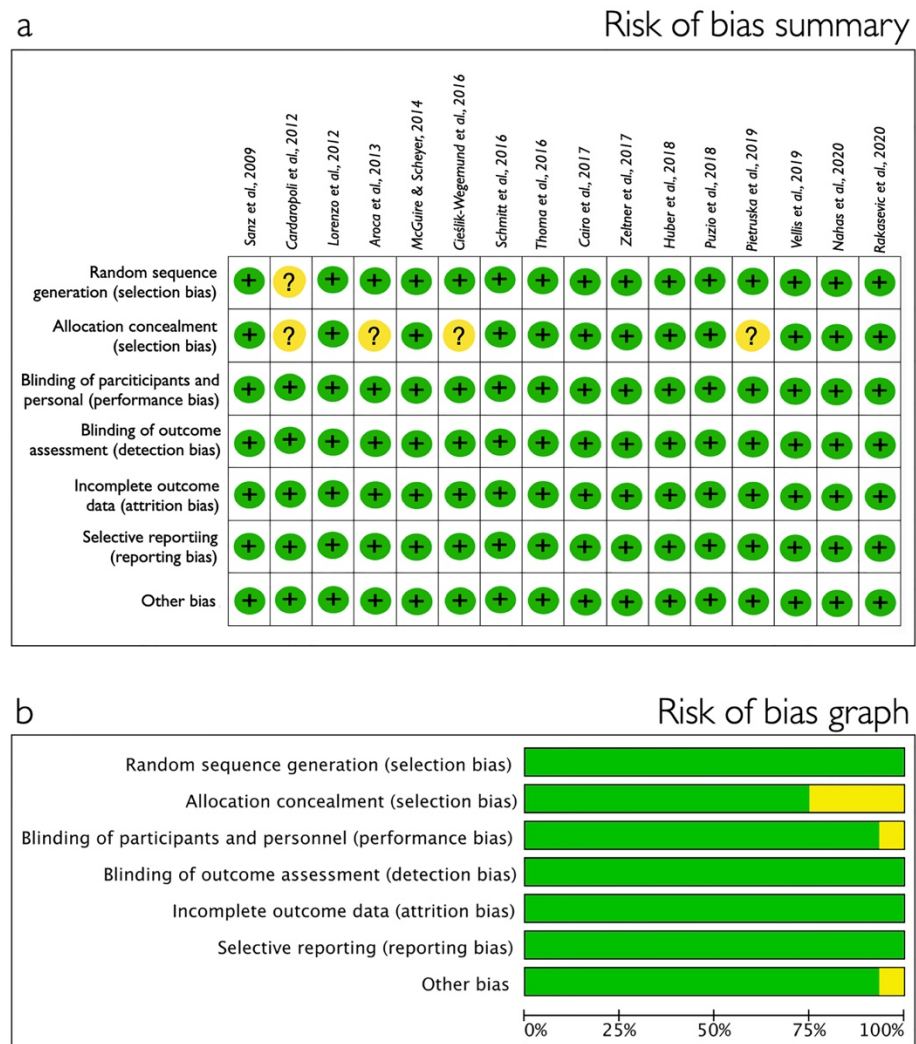 a
Risk of bias summary
Sanz et al., 2009
Cardaropoli et al., 2012
Lorenzo et al., 2012
Aroca et al., 2013
McGuire & Scheyer, 2014
Cieślik-Wegemund et al., 2016
Schmitt et al., 2016
Thoma et al., 2016
Cairo et al., 2017
Zeltner et al., 2017
Huber et al., 2018
Puzio et al., 2018
Pietruska et al., 2019
Vellis et al., 2019
Nahas et al., 2020
Rakasevic et al., 2020
Random sequence
generation (selection bias)
+ ? + + + + + + + + + + + + + +
Allocation concealment
(selection bias)
+ ? + ? + ? + + + + + + ? + + +
Blinding of parciticipants and
personal (performance bias)
+ + + + + + + + + + + + + + + +
Blinding of outcome
assessment (detection bias)
+ + + + + + + + + + + + + + + +
Incomplete outcome
data (attrition bias)
+ + + + + + + + + + + + + + + +
Selective reportiing
(reporting bias)
+ + + + + + + + + + + + + + + +
Other bias
+ + + + + + + + + + + + + + + +
b
Risk of bias graph
Random sequence generation (selection bias)
Allocation concealment (selection bias)
Blinding of participants and personnel (performance bias)
Blinding of outcome assessment (detection bias)
Incomplete outcome data (attrition bias)
Selective reporting (reporting bias)
Other bias
0% 25% 50% 75% 100%